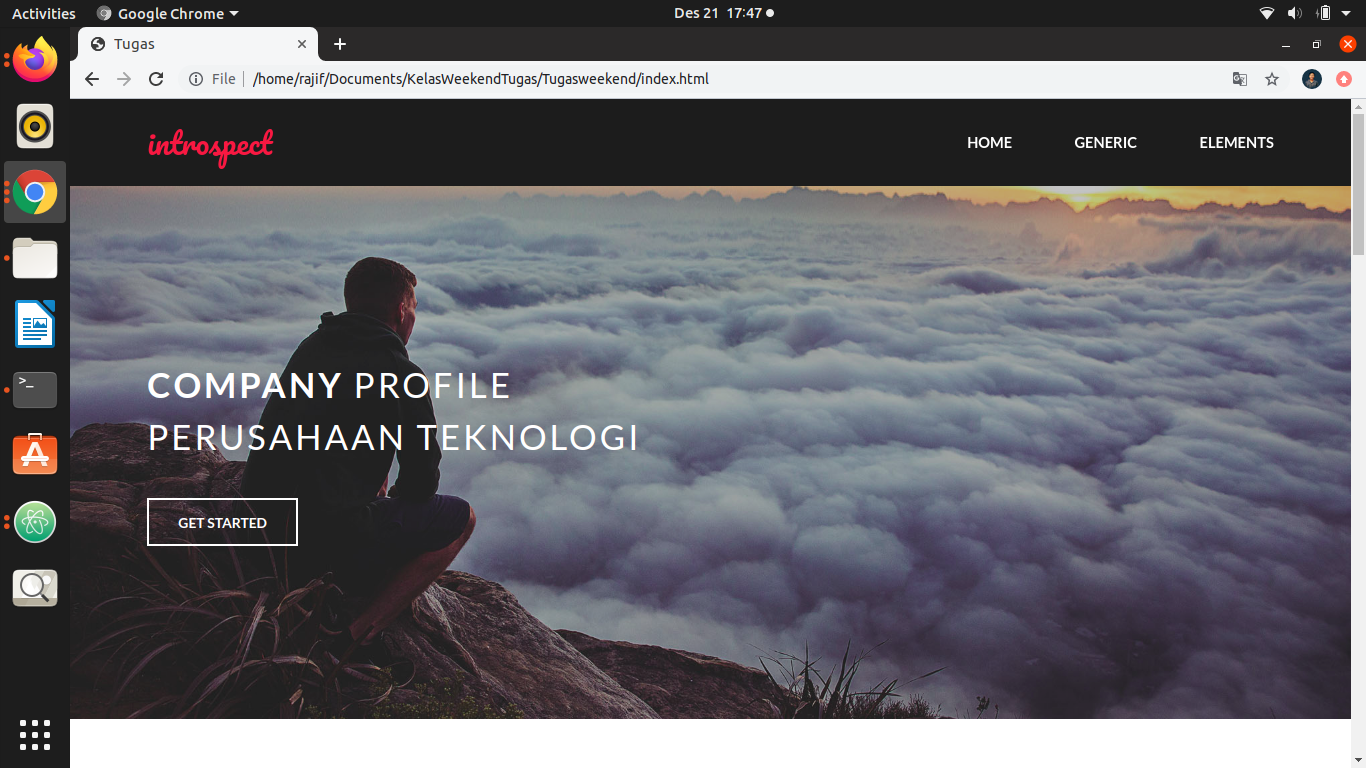 Activities Google Chrome Des 21 17:47
Tugas
File /home/rajif/Documents/KelasWeekendTugas/Tugasweekend/index.html
introspect HOME GENERIC ELEMENTS
COMPANY PROFILE
PERUSAHAAN TEKNOLOGI
GET STARTED